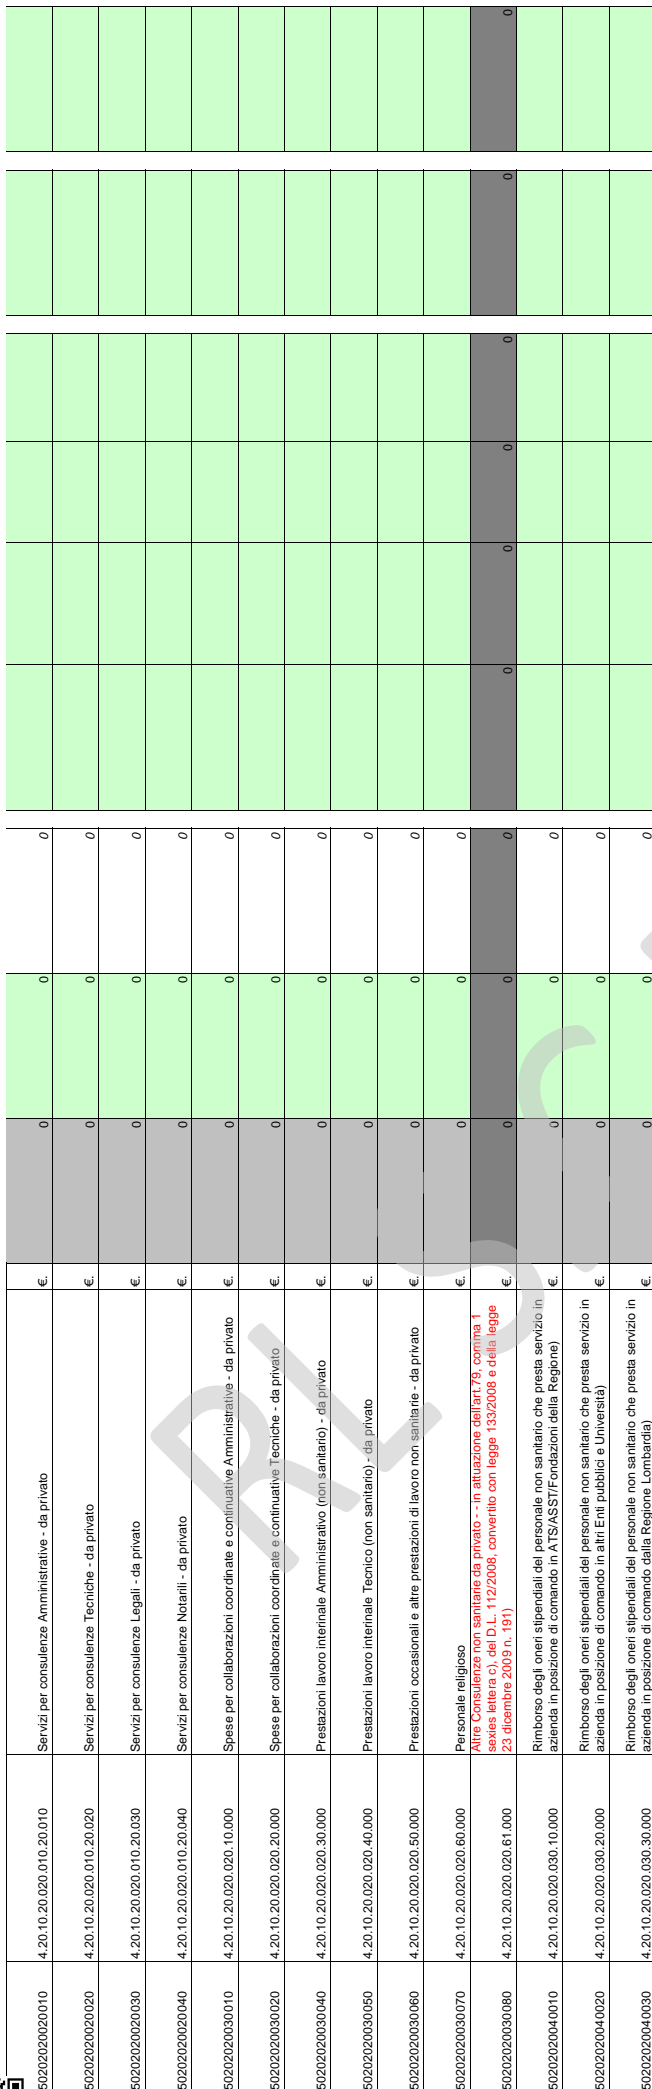 50202020020010 4.20.10.20.020.010.20.010 Servizi per consulenze Amministrative - da privato €. 0 0 0
50202020020020 4.20.10.20.020.010.20.020 Servizi per consulenze Tecniche - da privato €. 0 0 0
50202020020030 4.20.10.20.020.010.20.030 Servizi per consulenze Legali - da privato €. 0 0 0
50202020020040 4.20.10.20.020.010.20.040 Servizi per consulenze Notarili - da privato €. 0 0 0
50202020030010 4.20.10.20.020.020.10.000 Spese per collaborazioni coordinate e continuative Amministrative - da privato €. 0 0 0
50202020030020 4.20.10.20.020.020.20.000 Spese per collaborazioni coordinate e continuative Tecniche - da privato €. 0 0 0
50202020030040 4.20.10.20.020.020.30.000 Prestazioni lavoro interinale Amministrativo (non sanitario) - da privato €. 0 0 0
50202020030050 4.20.10.20.020.020.40.000 Prestazioni lavoro interinale Tecnico (non sanitario) - da privato €. 0 0 0
50202020030060 4.20.10.20.020.020.50.000 Prestazioni occasionali e altre prestazioni di lavoro non sanitarie - da privato €. 0 0 0
50202020030070 4.20.10.20.020.020.60.000 Personale religioso €. 0 0 0
Altre Consulenze non sanitarie da privato - - in attuazione dell'art.79, comma 1
sexies lettera c), del D.L. 112/2008, convertito con legge 133/2008 e della legge
50202020030080 4.20.10.20.020.020.61.000 23 dicembre 2009 n. 191) €. 0 0 0 0 0 0 0 0 0
Rimborso degli oneri stipendiali del personale non sanitario che presta servizio in
50202020040010 4.20.10.20.020.030.10.000 azienda in posizione di comando in ATS/ASST/Fondazioni della Regione) €. 0 0 0
Rimborso degli oneri stipendiali del personale non sanitario che presta servizio in
50202020040020 4.20.10.20.020.030.20.000 azienda in posizione di comando in altri Enti pubblici e Università) €. 0 0 0
Rimborso degli oneri stipendiali del personale non sanitario che presta servizio in
50202020040030 4.20.10.20.020.030.30.000 azienda in posizione di comando dalla Regione Lombardia) €. 0 0 0